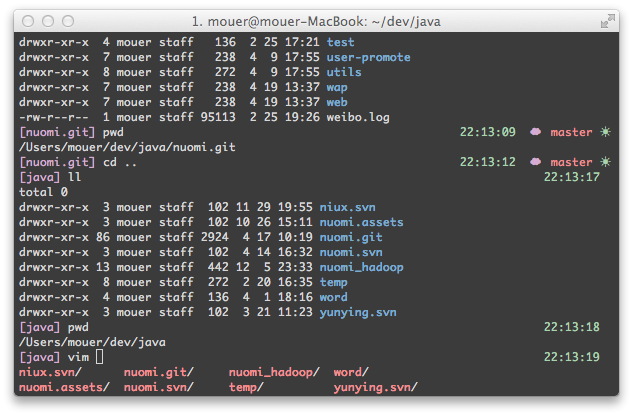 1. mouer@mouer-MacBook: ~/dev/java
drwxr-xr-x  4 mouer staff   136  2 25 17:21 test
drwxr-xr-x  7 mouer staff   238  4  9 17:55 user-promote
drwxr-xr-x  8 mouer staff   272  4  9 17:55 utils
drwxr-xr-x  7 mouer staff   238  4 19 13:37 wap
drwxr-xr-x  7 mouer staff   238  4 19 13:37 web
-rw-r--r--  1 mouer staff 95113  2 25 19:26 weibo.log
[nuomi.git] pwd 22:13:09 master
/Users/mouer/dev/java/nuomi.git
[nuomi.git] cd .. 22:13:12 master
[java] ll 22:13:17
total 0
drwxr-xr-x  3 mouer staff  102 11 29 19:55 niux.svn
drwxr-xr-x  3 mouer staff  102 10 26 15:11 nuomi.assets
drwxr-xr-x 86 mouer staff 2924  4 17 10:19 nuomi.git
drwxr-xr-x  3 mouer staff  102  4 14 16:32 nuomi.svn
drwxr-xr-x 13 mouer staff  442 12  5 23:33 nuomi_hadoop
drwxr-xr-x  8 mouer staff  272  2 20 16:35 temp
drwxr-xr-x  4 mouer staff  136  4  1 18:16 word
drwxr-xr-x  3 mouer staff  102  3 21 11:23 yunying.svn
[java] pwd 22:13:18
/Users/mouer/dev/java
[java] vim 22:13:19
niux.svn/ nuomi.git/ nuomi_hadoop/ word/
nuomi.assets/ nuomi.svn/ temp/ yunying.svn/